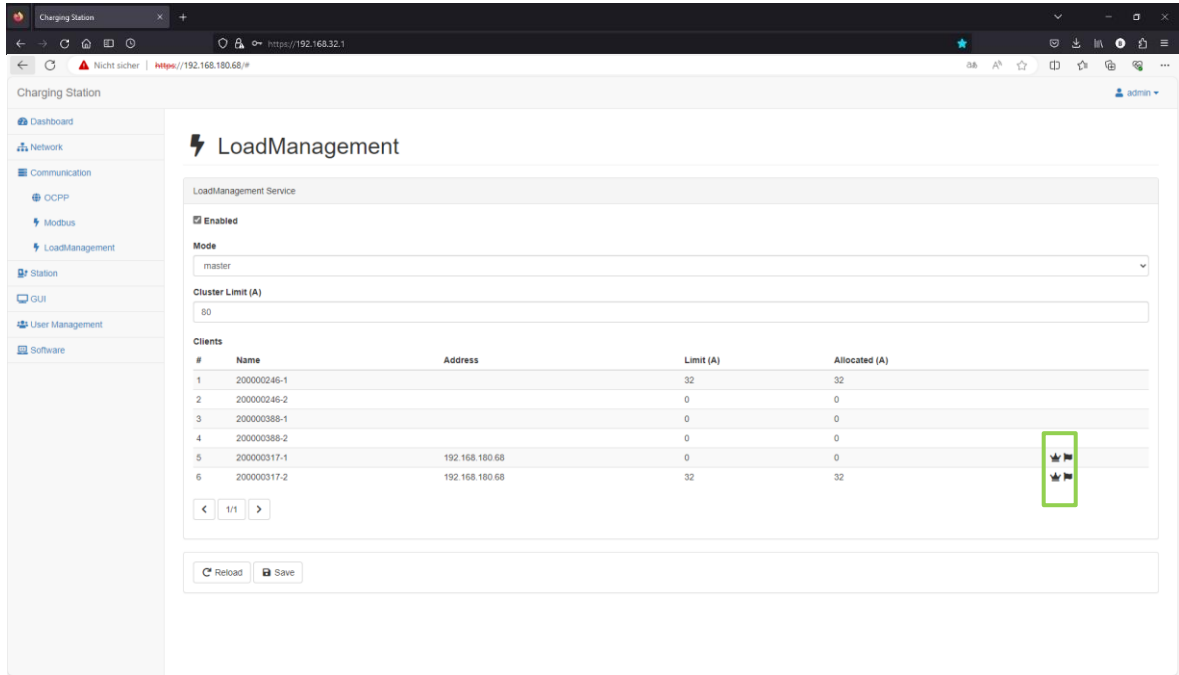 Charging Station
https://192.168.32.1
Nicht sicher | https://192.168.180.68/#
Charging Station
admin
Dashboard
Network
Communication
OCPP
Modbus
LoadManagement
Station
GUI
User Management
Software
LoadManagement
LoadManagement Service
Enabled
Mode
master
Cluster Limit (A)
80
Clients
# Name Address Limit (A) Allocated (A)
1 200000246-1 32 32
2 200000246-2 0 0
3 200000388-1 0 0
4 200000388-2 0 0
5 200000317-1 192.168.180.68 0 0
6 200000317-2 192.168.180.68 32 32
1/1
Reload Save